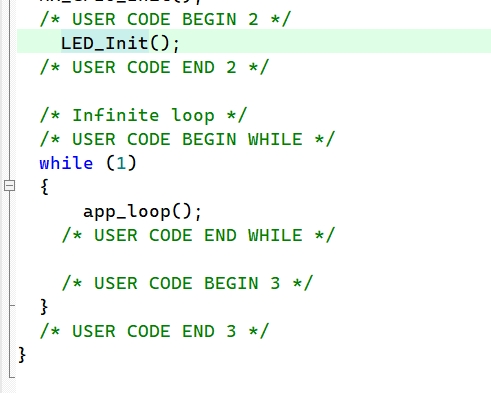 /* USER CODE BEGIN 2 */
LED_Init();
/* USER CODE END 2 */
/* Infinite loop */
/* USER CODE BEGIN WHILE */
while (1)
{
app_loop();
/* USER CODE END WHILE */
/* USER CODE BEGIN 3 */
}
/* USER CODE END 3 */
}